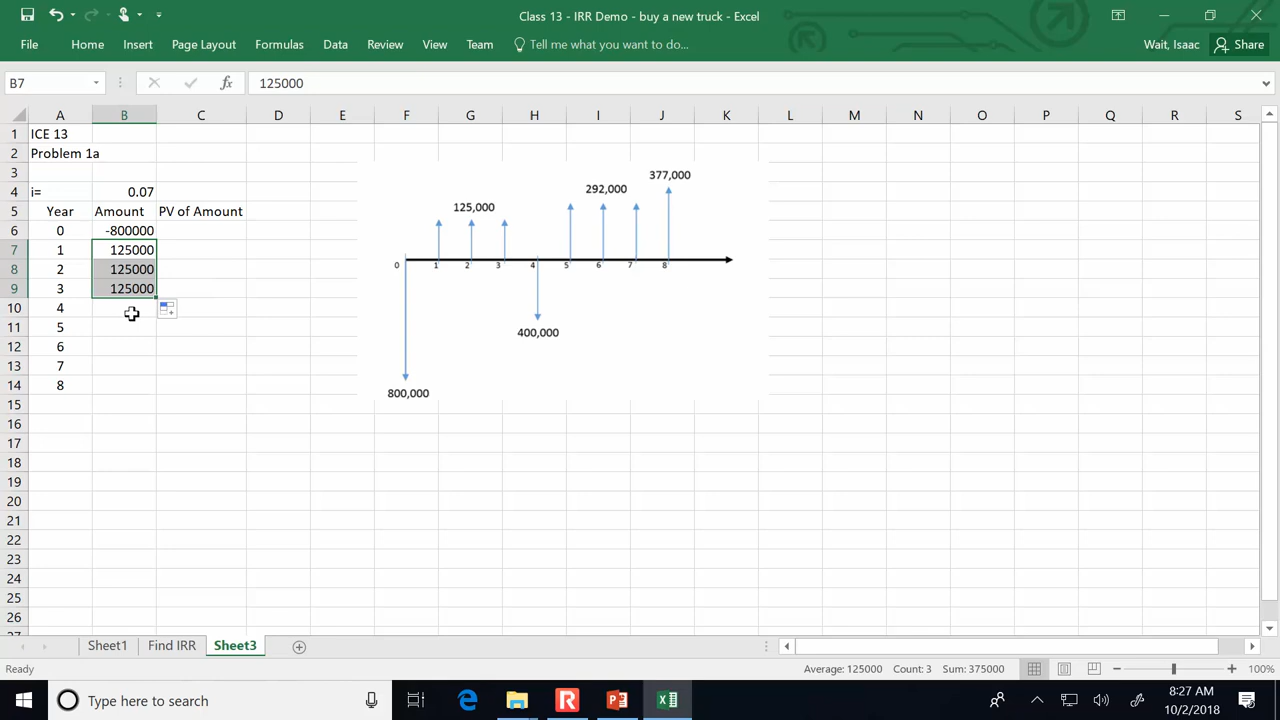 Class 13 - IRR Demo - buy a new truck - Excel
File Home Insert Page Layout Formulas Data Review View Team Tell me what you want to do... Wait, Isaac Share
B7 fx 125000
A B C D E F G H I J K L M N O P Q R S
1 ICE 13
2 Problem 1a
3
4 i= 0.07
5 Year Amount PV of Amount
6 0 -800000
7 1 125000
8 2 125000
9 3 125000
10 4
11 5
12 6
13 7
14 8
15
16
17
18
19
20
21
22
23
24
25
26
27
377,000
292,000
125,000
0 1 2 3 4 5 6 7 8
400,000
800,000
Sheet1 Find IRR Sheet3
Ready Average: 125000 Count: 3 Sum: 375000 100%
Type here to search 8:27 AM
10/2/2018